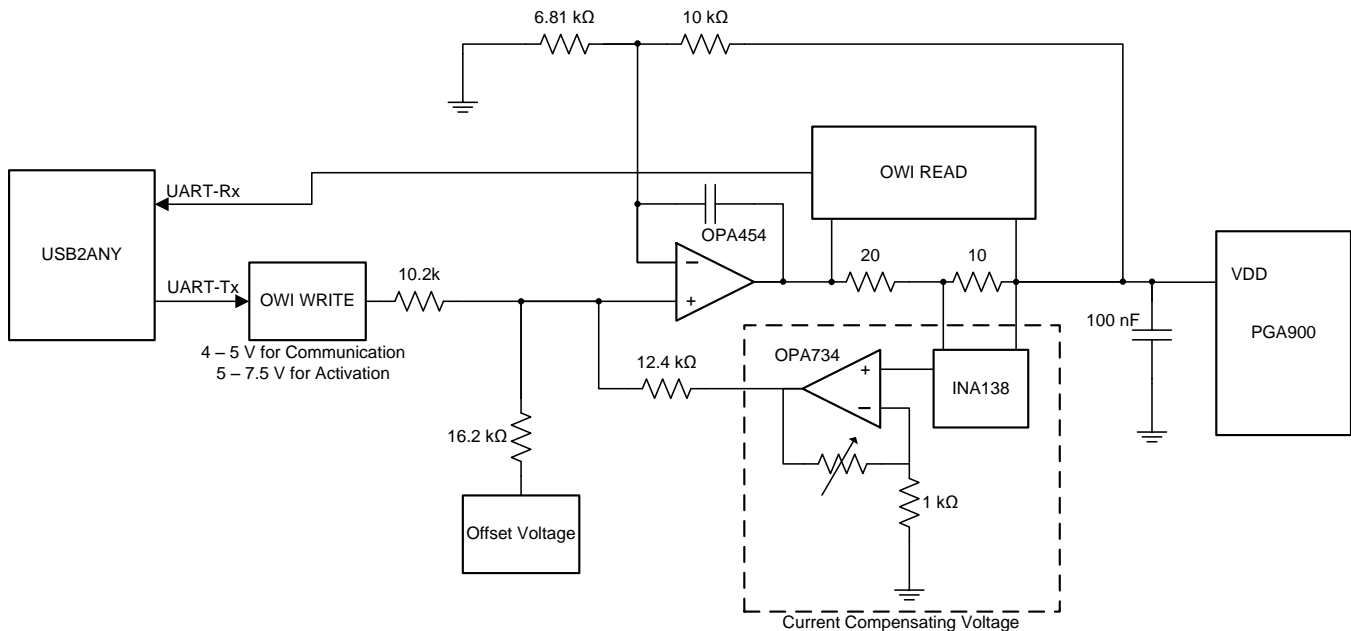 6.81 kΩ
10 kΩ
OWI READ
UART-Rx
USB2ANY
OPA454
20
10
VDD
UART-Tx
10.2k
OWI WRITE
−
+
100 nF
PGA900
4 – 5 V for Communication
5 – 7.5 V for Activation
OPA734
12.4 kΩ
+
−
INA138
16.2 kΩ
1 kΩ
Offset Voltage
Current Compensating Voltage